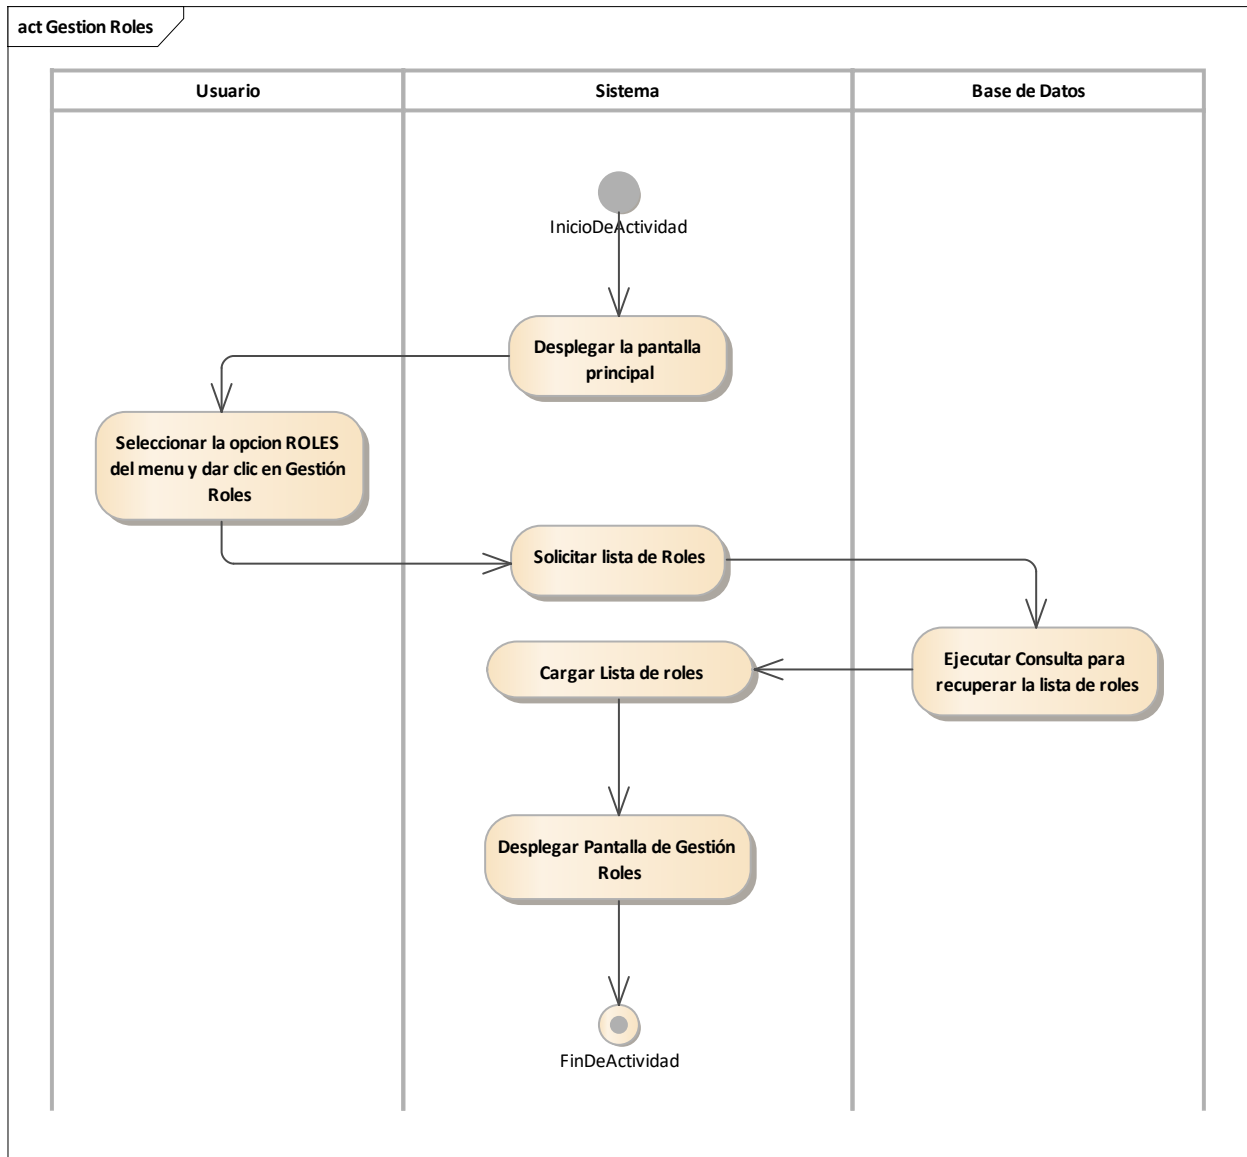 act Gestion Roles
Usuario
Sistema
Base de Datos
InicioDeActividad
Desplegar la pantalla
principal
Seleccionar la opcion ROLES
del menu y dar clic en Gestión
Roles
Solicitar lista de Roles
Ejecutar Consulta para
recuperar la lista de roles
Cargar Lista de roles
Desplegar Pantalla de Gestión
Roles
FinDeActividad